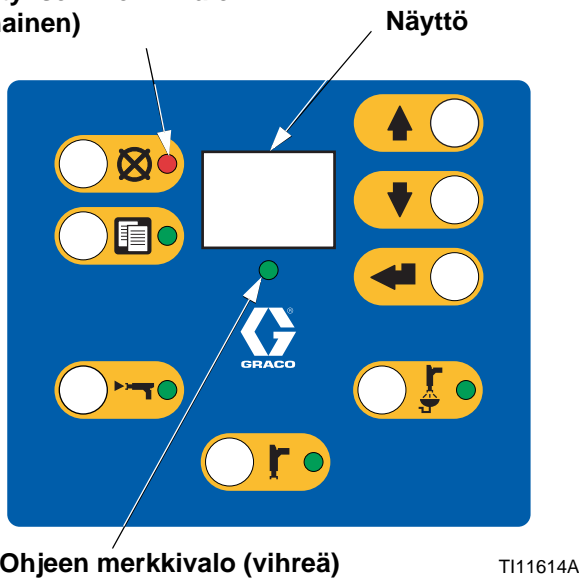 ainen)
Näyttö
®
GRACO
Ohjeen merkkivalo (vihreä)
TI11614A